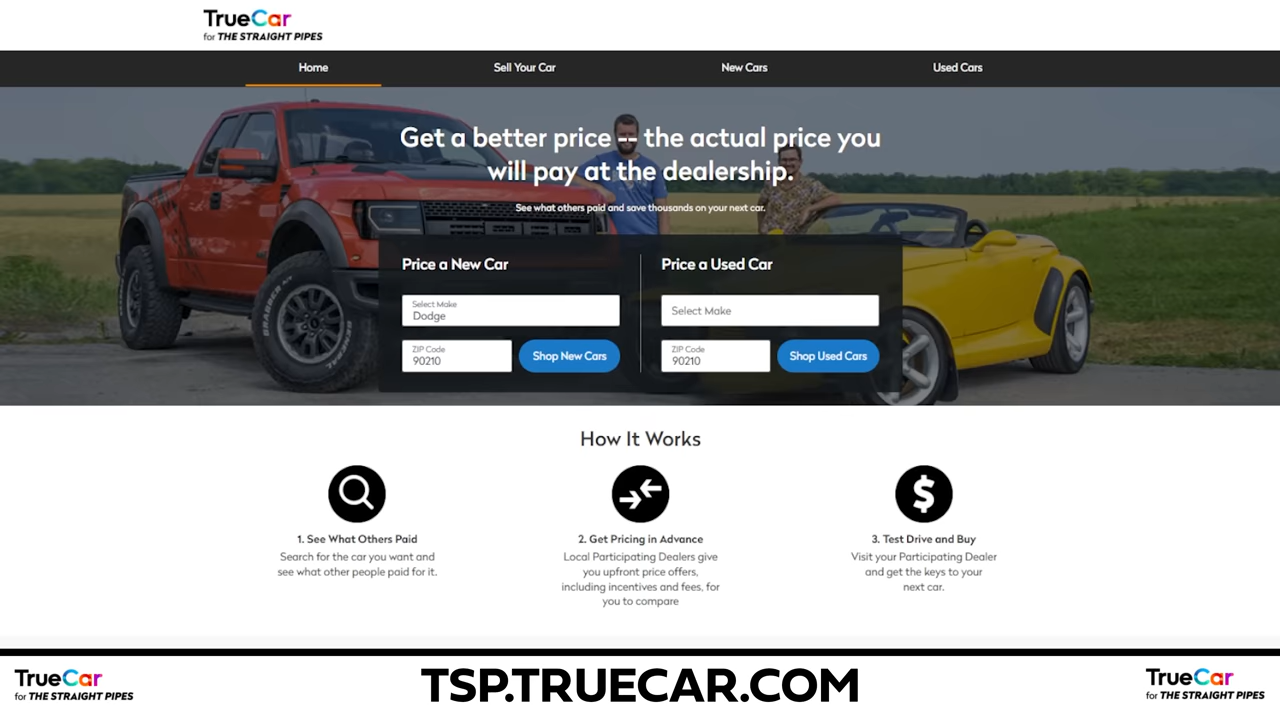 TrueCar
for THE STRAIGHT PIPES
Home
Sell Your Car
New Cars
Used Cars
Get a better price -- the actual price you
will pay at the dealership.
See what others paid and save thousands on your next car.
Price a New Car
Select Make
Dodge
ZIP Code
90210
Shop New Cars
Price a Used Car
Select Make
ZIP Code
90210
Shop Used Cars
GRABBER
GENERAL
How It Works
1. See What Others Paid
Search for the car you want and
see what other people paid for it.
2. Get Pricing in Advance
Local Participating Dealers give
you upfront price offers,
including incentives and fees, for
you to compare
3. Test Drive and Buy
Visit your Participating Dealer
and get the keys to your
next car.
TrueCar
for THE STRAIGHT PIPES
TSP.TRUECAR.COM
TrueCar
for THE STRAIGHT PIPES